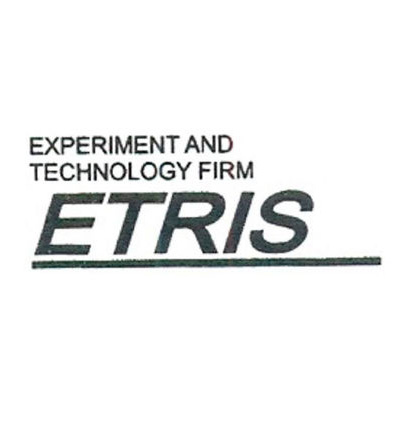 EXPERIMENT AND
TECHNOLOGY FIRM
ETRIS